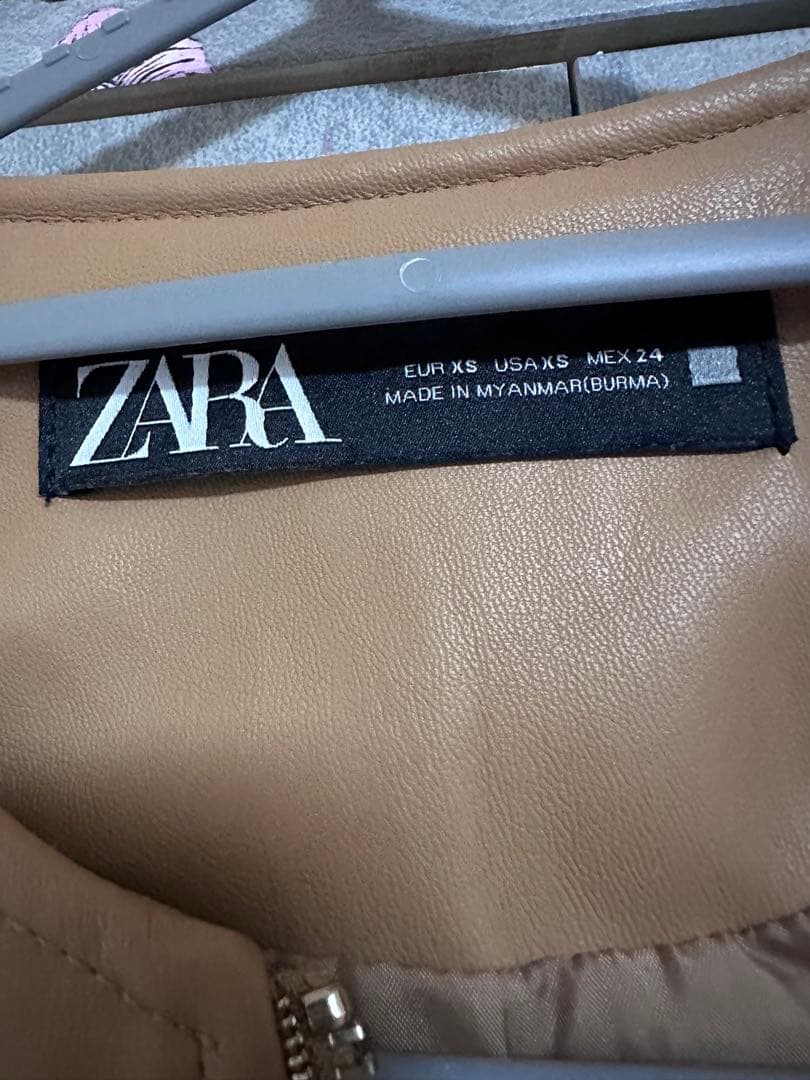 ZARA
EUR XS USA XS MEX 24
MADE IN MYANMAR(BURMA)